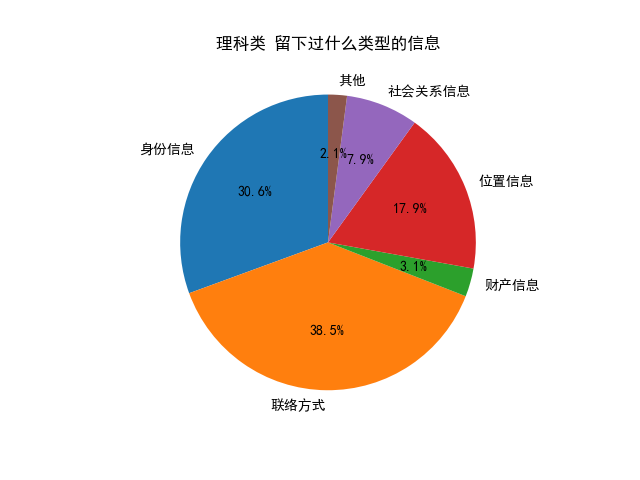 理科类 留下过什么类型的信息
其他
社会关系信息
身份信息
2.1%
7.9%
位置信息
30.6%
17.9%
3.1%
财产信息
38.5%
联络方式